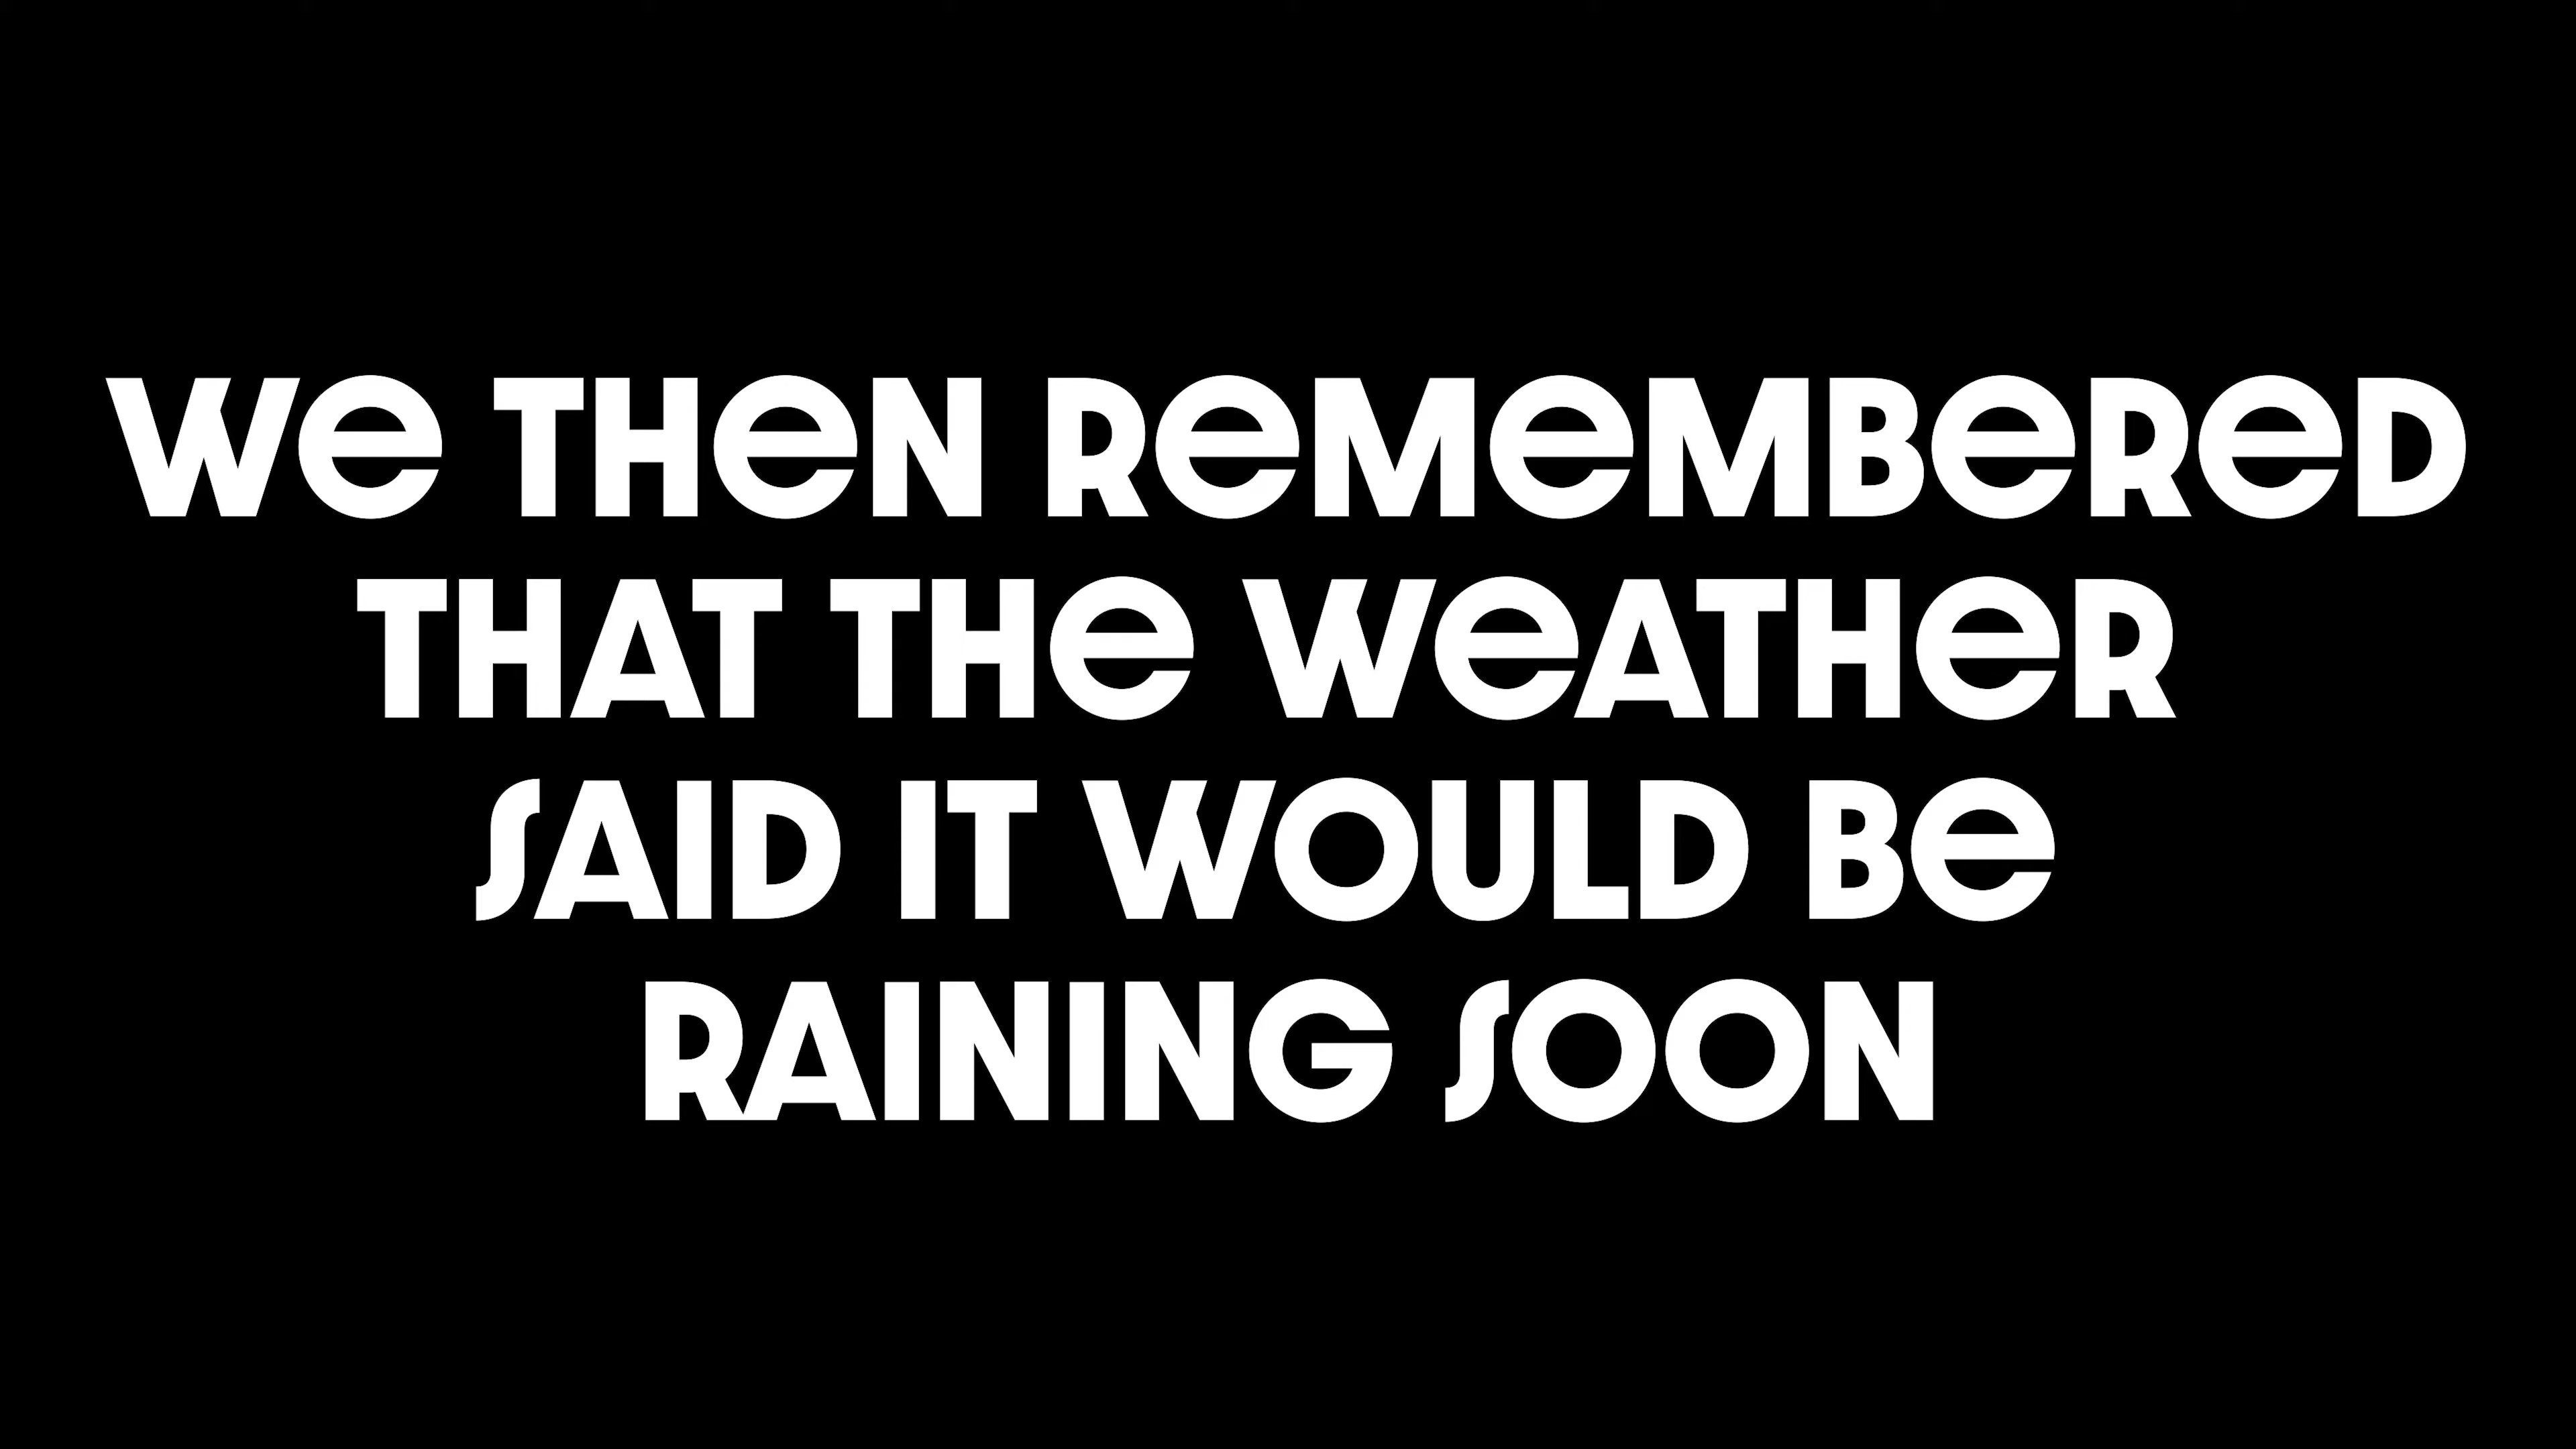 We THeN ReMeMBeReD
THAT THe WeATHeR
SAID IT WOULD Be
RAINING SOON